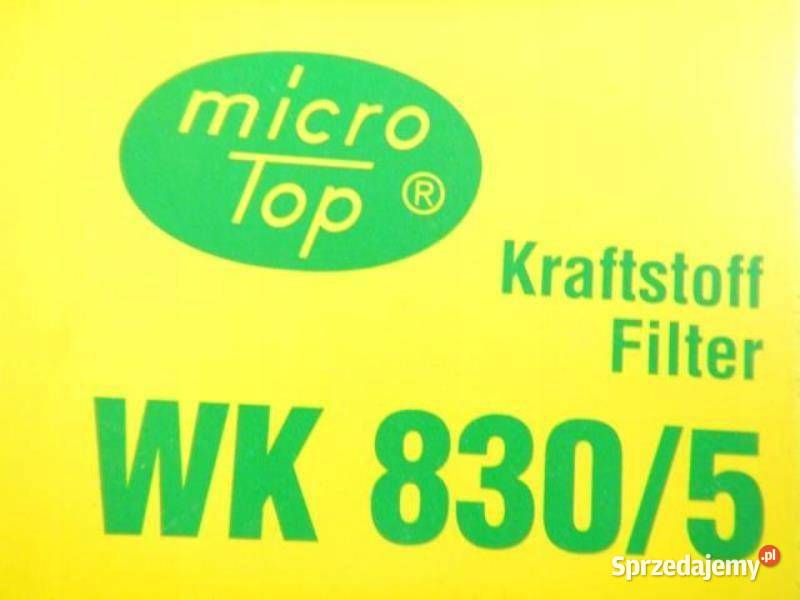 micro
Top ®
Kraftstoff
Filter
WK 830/5
Sprzedajemy.pl